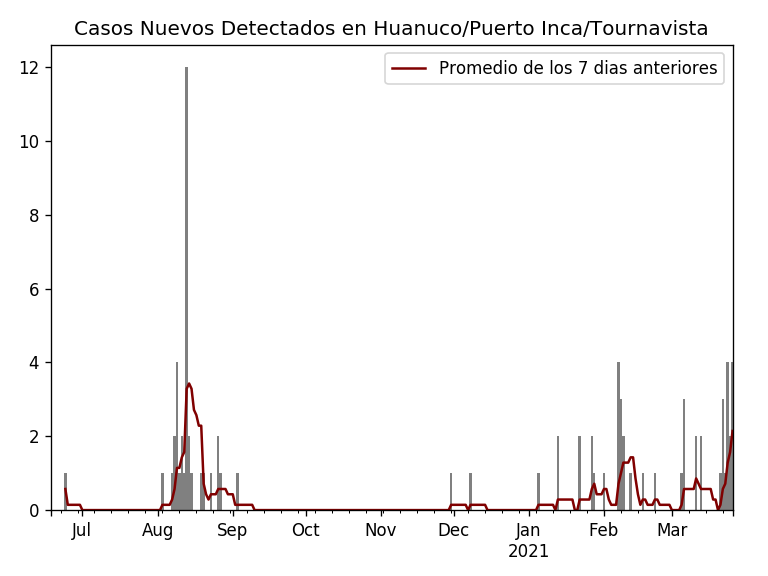 Casos Nuevos Detectados en Huanuco/Puerto Inca/Tournavista
Promedio de los 7 dias anteriores
12
10
8
6
4
2
0
Jul Aug Sep Oct Nov Dec Jan Feb Mar
2021